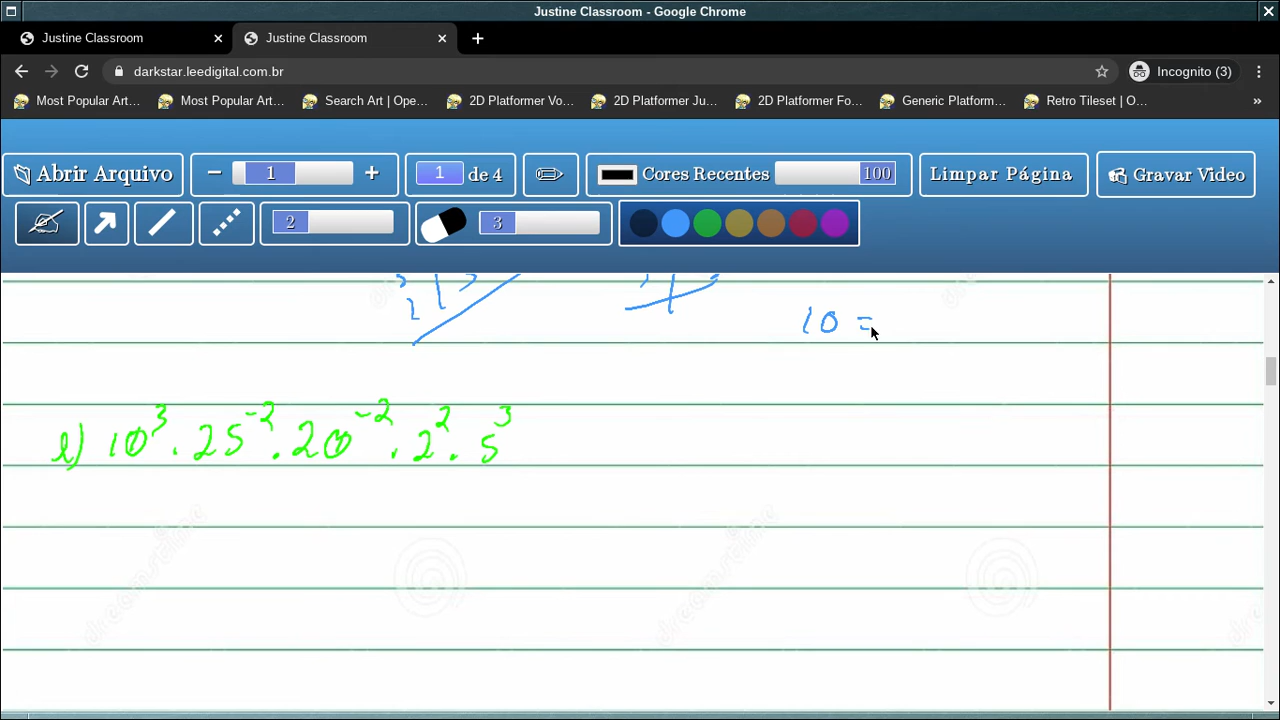 Justine Classroom - Google Chrome
Justine Classroom
Justine Classroom
darkstar.leedigital.com.br
Incognito (3)
Most Popular Art...
Most Popular Art...
Search Art | Ope...
2D Platformer Vo...
2D Platformer Ju...
2D Platformer Fo...
Generic Platform...
Retro Tileset | O...
»
Abrir Arquivo
− 1 +
1 de 4
Cores Recentes 100
Limpar Página
Gravar Video
2
3
10 =
l) 10³ . 25⁻² . 20⁻² . 2² . 5³
dreamstime
dreamstime